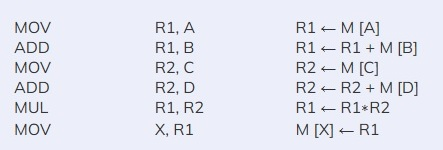 MOV R1, A R1 ← M [A]
ADD R1, B R1 ← R1 + M [B]
MOV R2, C R2 ← M [C]
ADD R2, D R2 ← R2 + M [D]
MUL R1, R2 R1 ← R1∗R2
MOV X, R1 M [X] ← R1